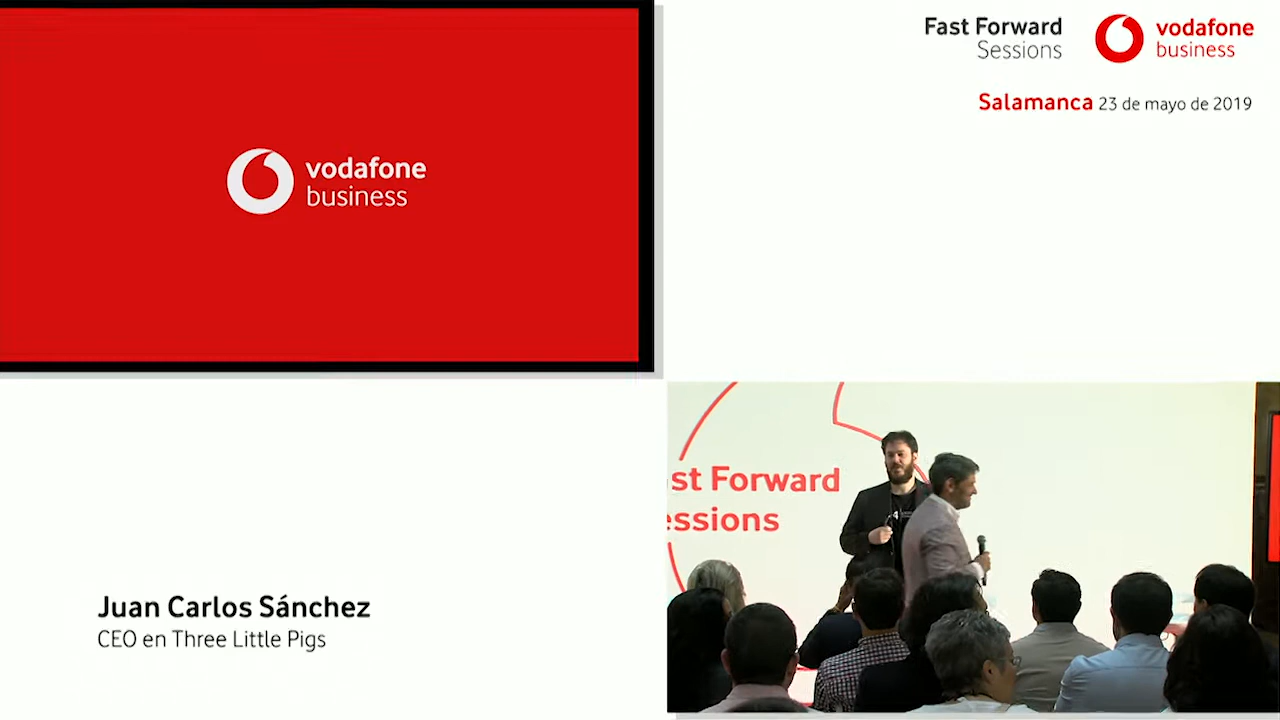 vodafone
business
Fast Forward
Sessions
vodafone
business
Salamanca 23 de mayo de 2019
st Forward
essions
Juan Carlos Sánchez
CEO en Three Little Pigs